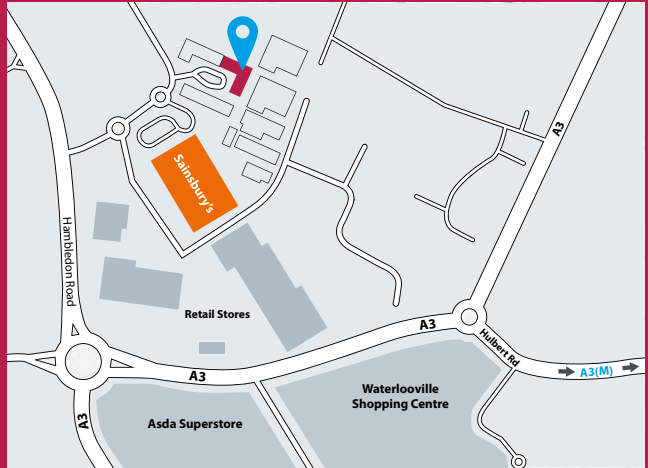 A3
Sainsbury's
Hambledon Road
Retail Stores
A3
Hulbert Rd
A3(M)
A3
Waterlooville
Shopping Centre
A3
Asda Superstore